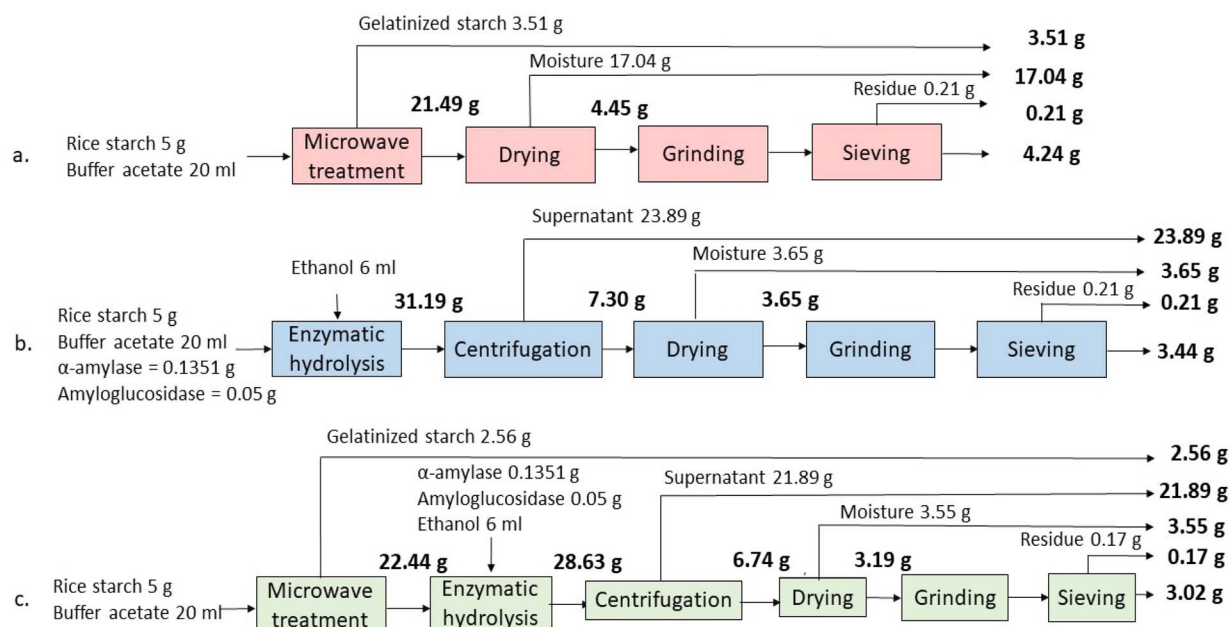 Gelatinized starch 3.51 g
3.51 g
Moisture 17.04 g
17.04 g
Residue 0.21 g
21.49 g
4.45 g
0.21 g
a.
Rice starch 5 g
Buffer acetate 20 ml
Microwave
treatment
Drying
Grinding
Sieving
4.24 g
Supernatant 23.89 g
23.89 g
Ethanol 6 ml
Moisture 3.65 g
3.65 g
Residue 0.21 g
31.19 g
7.30 g
3.65 g
0.21 g
b.
Rice starch 5 g
Buffer acetate 20 ml
α-amylase = 0.1351 g
Amyloglucosidase = 0.05 g
Enzymatic
hydrolysis
Centrifugation
Drying
Grinding
Sieving
3.44 g
Gelatinized starch 2.56 g
2.56 g
α-amylase 0.1351 g
Amyloglucosidase 0.05 g
Ethanol 6 ml
Supernatant 21.89 g
21.89 g
Moisture 3.55 g
3.55 g
Residue 0.17 g
22.44 g
28.63 g
6.74 g
3.19 g
0.17 g
c.
Rice starch 5 g
Buffer acetate 20 ml
Microwave
treatment
Enzymatic
hydrolysis
Centrifugation
Drying
Grinding
Sieving
3.02 g